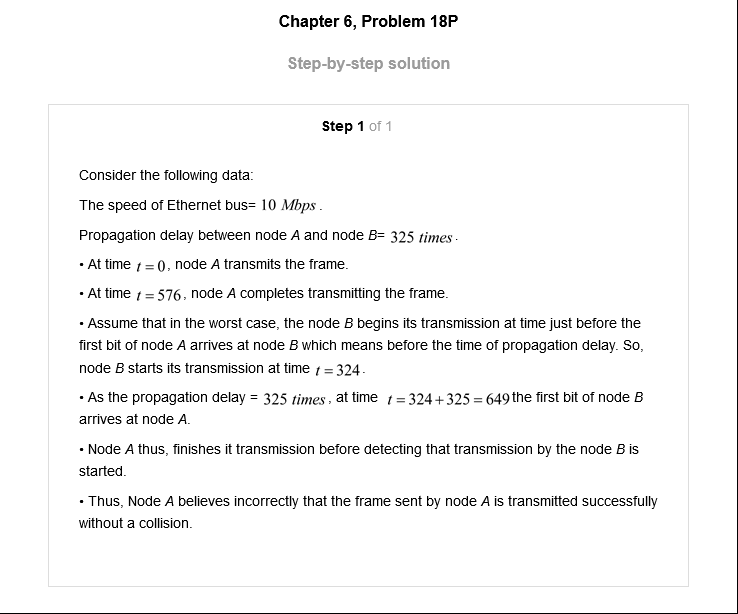 Chapter 6, Problem 18P
Step-by-step solution
Step 1 of 1
Consider the following data:
The speed of Ethernet bus= 10 Mbps .
Propagation delay between node A and node B= 325 times .
• At time t = 0 , node A transmits the frame.
• At time t = 576 , node A completes transmitting the frame.
• Assume that in the worst case, the node B begins its transmission at time just before the
first bit of node A arrives at node B which means before the time of propagation delay. So,
node B starts its transmission at time t = 324 .
• As the propagation delay = 325 times , at time t = 324 + 325 = 649 the first bit of node B
arrives at node A.
• Node A thus, finishes it transmission before detecting that transmission by the node B is
started.
• Thus, Node A believes incorrectly that the frame sent by node A is transmitted successfully
without a collision.